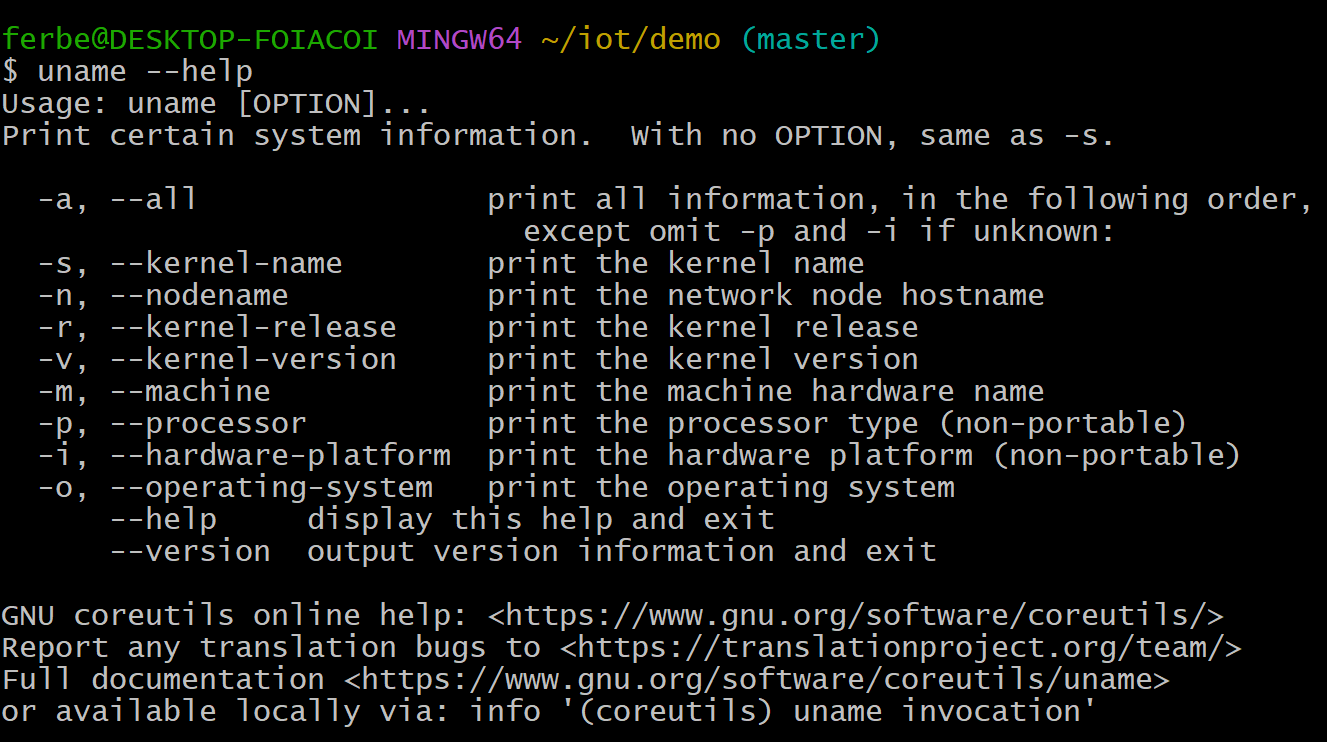 ferbe@DESKTOP-FOIACOI MINGW64 ~/iot/demo (master)
$ uname --help
Usage: uname [OPTION]...
Print certain system information.  With no OPTION, same as -s.

  -a, --all                print all information, in the following order,
                             except omit -p and -i if unknown:
  -s, --kernel-name        print the kernel name
  -n, --nodename           print the network node hostname
  -r, --kernel-release     print the kernel release
  -v, --kernel-version     print the kernel version
  -m, --machine            print the machine hardware name
  -p, --processor          print the processor type (non-portable)
  -i, --hardware-platform  print the hardware platform (non-portable)
  -o, --operating-system   print the operating system
      --help     display this help and exit
      --version  output version information and exit

GNU coreutils online help: <https://www.gnu.org/software/coreutils/>
Report any translation bugs to <https://translationproject.org/team/>
Full documentation <https://www.gnu.org/software/coreutils/uname>
or available locally via: info '(coreutils) uname invocation'